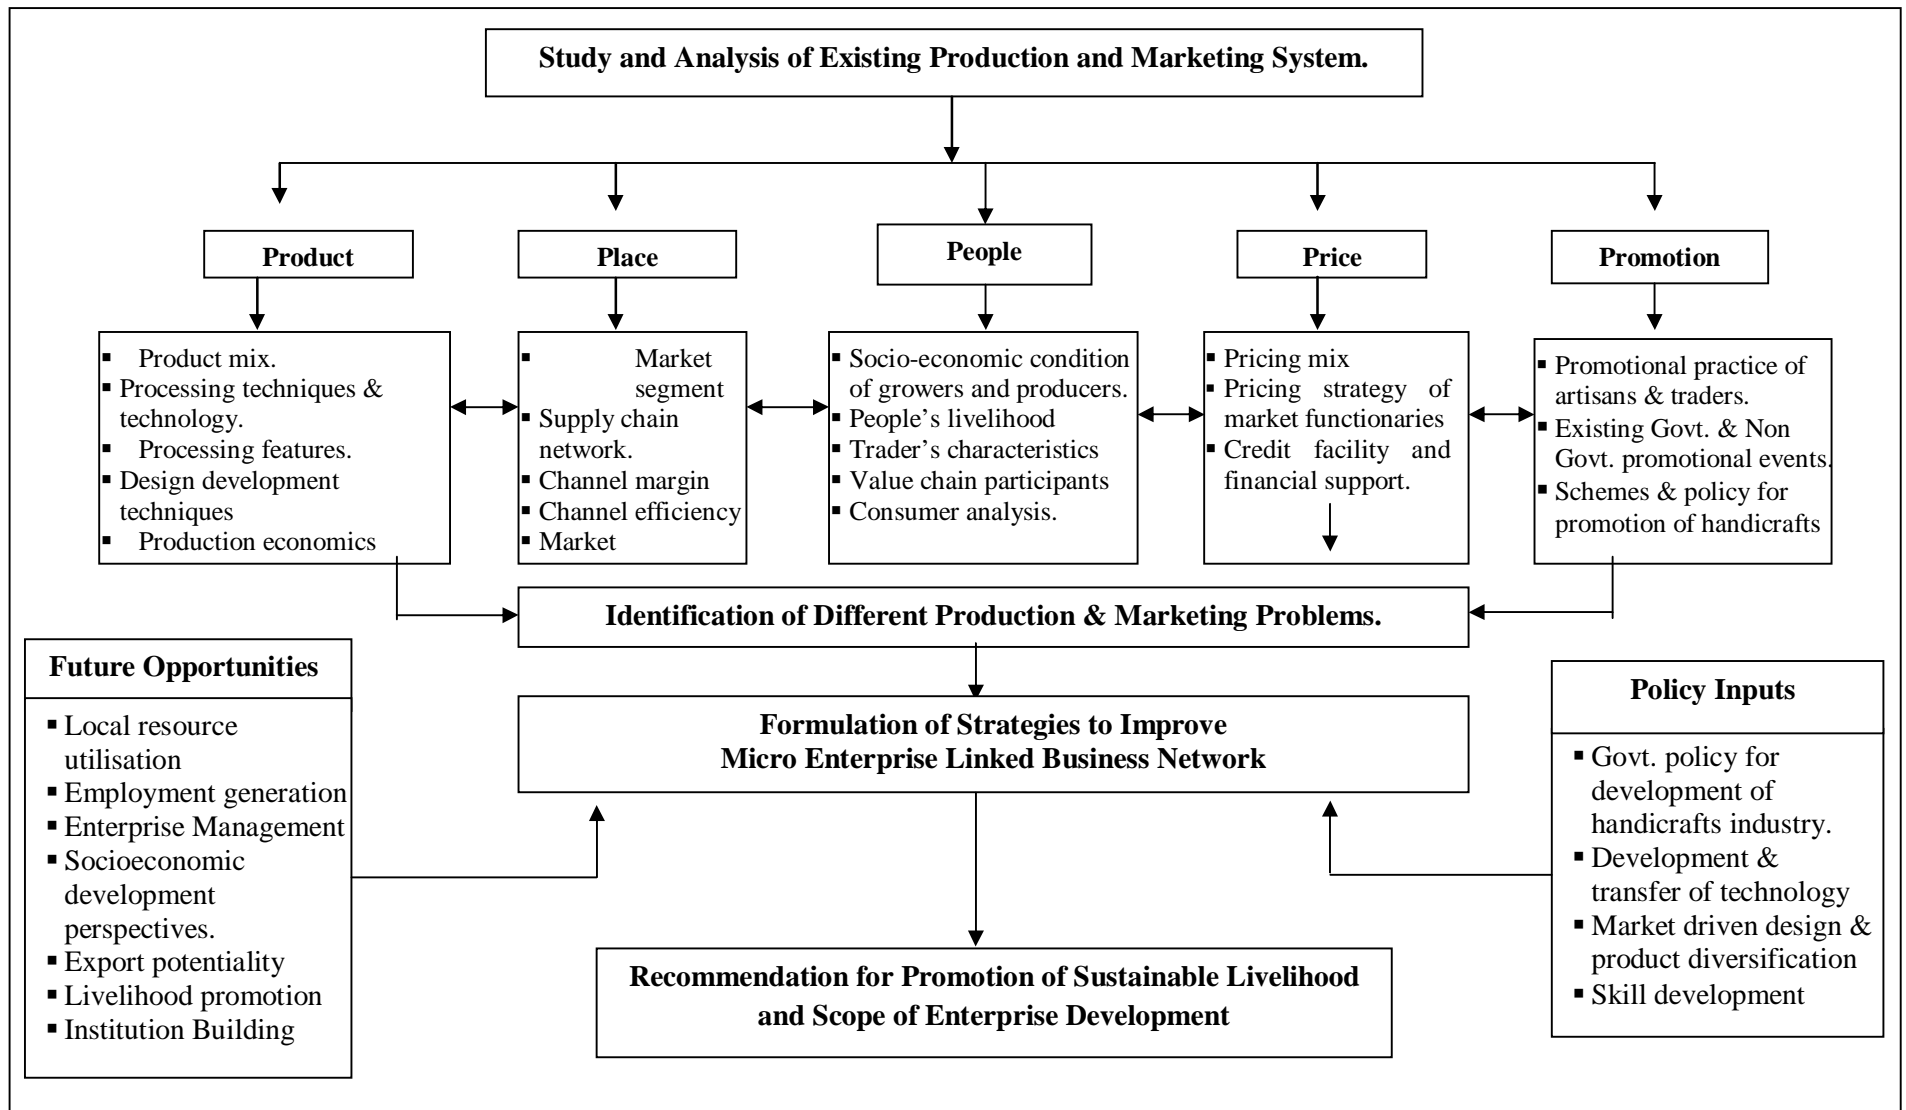 Study and Analysis of Existing Production and Marketing System.
Product
Place
People
Price
Promotion
▪ Product mix.
▪ Processing techniques &
technology.
▪ Processing features.
▪ Design development
techniques
▪ Production economics
▪ Market
segment
▪ Supply chain
network.
▪ Channel margin
▪ Channel efficiency
▪ Market
▪ Socio-economic condition
of growers and producers.
▪ People’s livelihood
▪ Trader’s characteristics
▪ Value chain participants
▪ Consumer analysis.
▪ Pricing mix
▪ Pricing strategy of
market functionaries
▪ Credit facility and
financial support.
▪ Promotional practice of
artisans & traders.
▪ Existing Govt. & Non
Govt. promotional events.
▪ Schemes & policy for
promotion of handicrafts
Identification of Different Production & Marketing Problems.
Future Opportunities
▪ Local resource
utilisation
▪ Employment generation
▪ Enterprise Management
▪ Socioeconomic
development
perspectives.
▪ Export potentiality
▪ Livelihood promotion
▪ Institution Building
Formulation of Strategies to Improve
Micro Enterprise Linked Business Network
Policy Inputs
▪ Govt. policy for
development of
handicrafts industry.
▪ Development &
transfer of technology
▪ Market driven design &
product diversification
▪ Skill development
Recommendation for Promotion of Sustainable Livelihood
and Scope of Enterprise Development